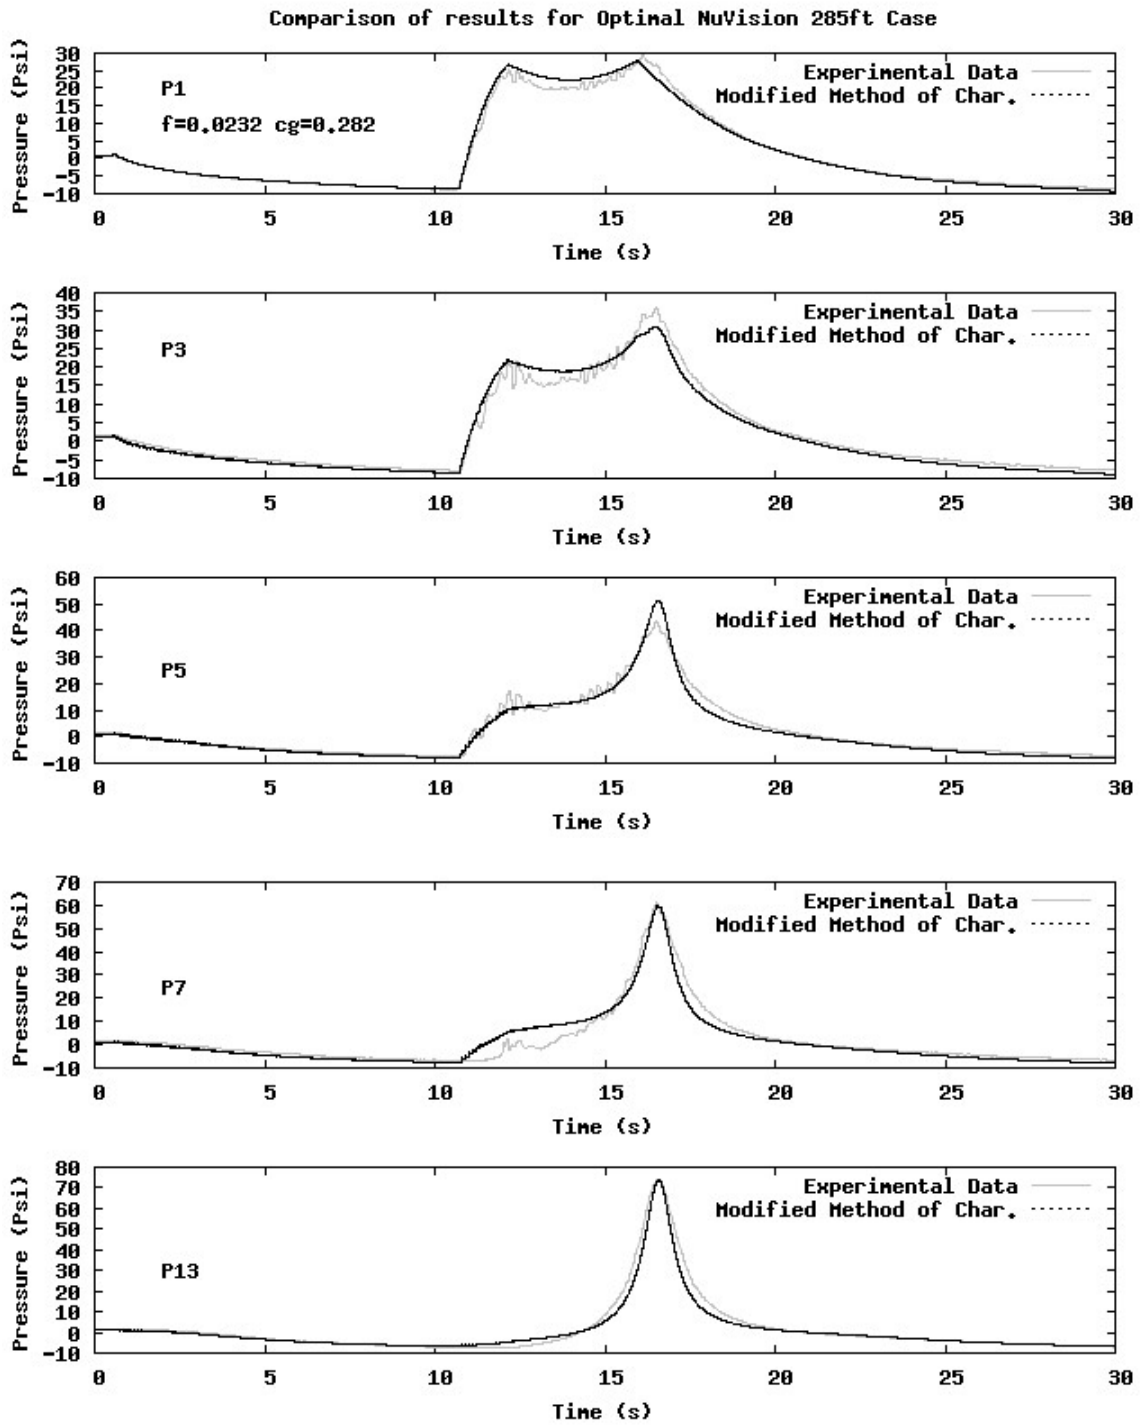 Comparison of results for Optimal NuVision 285ft Case
Pressure (Psi)
30
25
20
15
10
5
0
-5
-10
P1
f=0.0232 cg=0.282
Experimental Data
Modified Method of Char.
0 5 10 15 20 25 30
Time (s)
Pressure (Psi)
40
35
30
25
20
15
10
5
0
-5
-10
P3
Experimental Data
Modified Method of Char.
0 5 10 15 20 25 30
Time (s)
Pressure (Psi)
60
50
40
30
20
10
0
-10
P5
Experimental Data
Modified Method of Char.
0 5 10 15 20 25 30
Time (s)
Pressure (Psi)
70
60
50
40
30
20
10
0
-10
P7
Experimental Data
Modified Method of Char.
0 5 10 15 20 25 30
Time (s)
Pressure (Psi)
80
70
60
50
40
30
20
10
0
-10
P13
Experimental Data
Modified Method of Char.
0 5 10 15 20 25 30
Time (s)